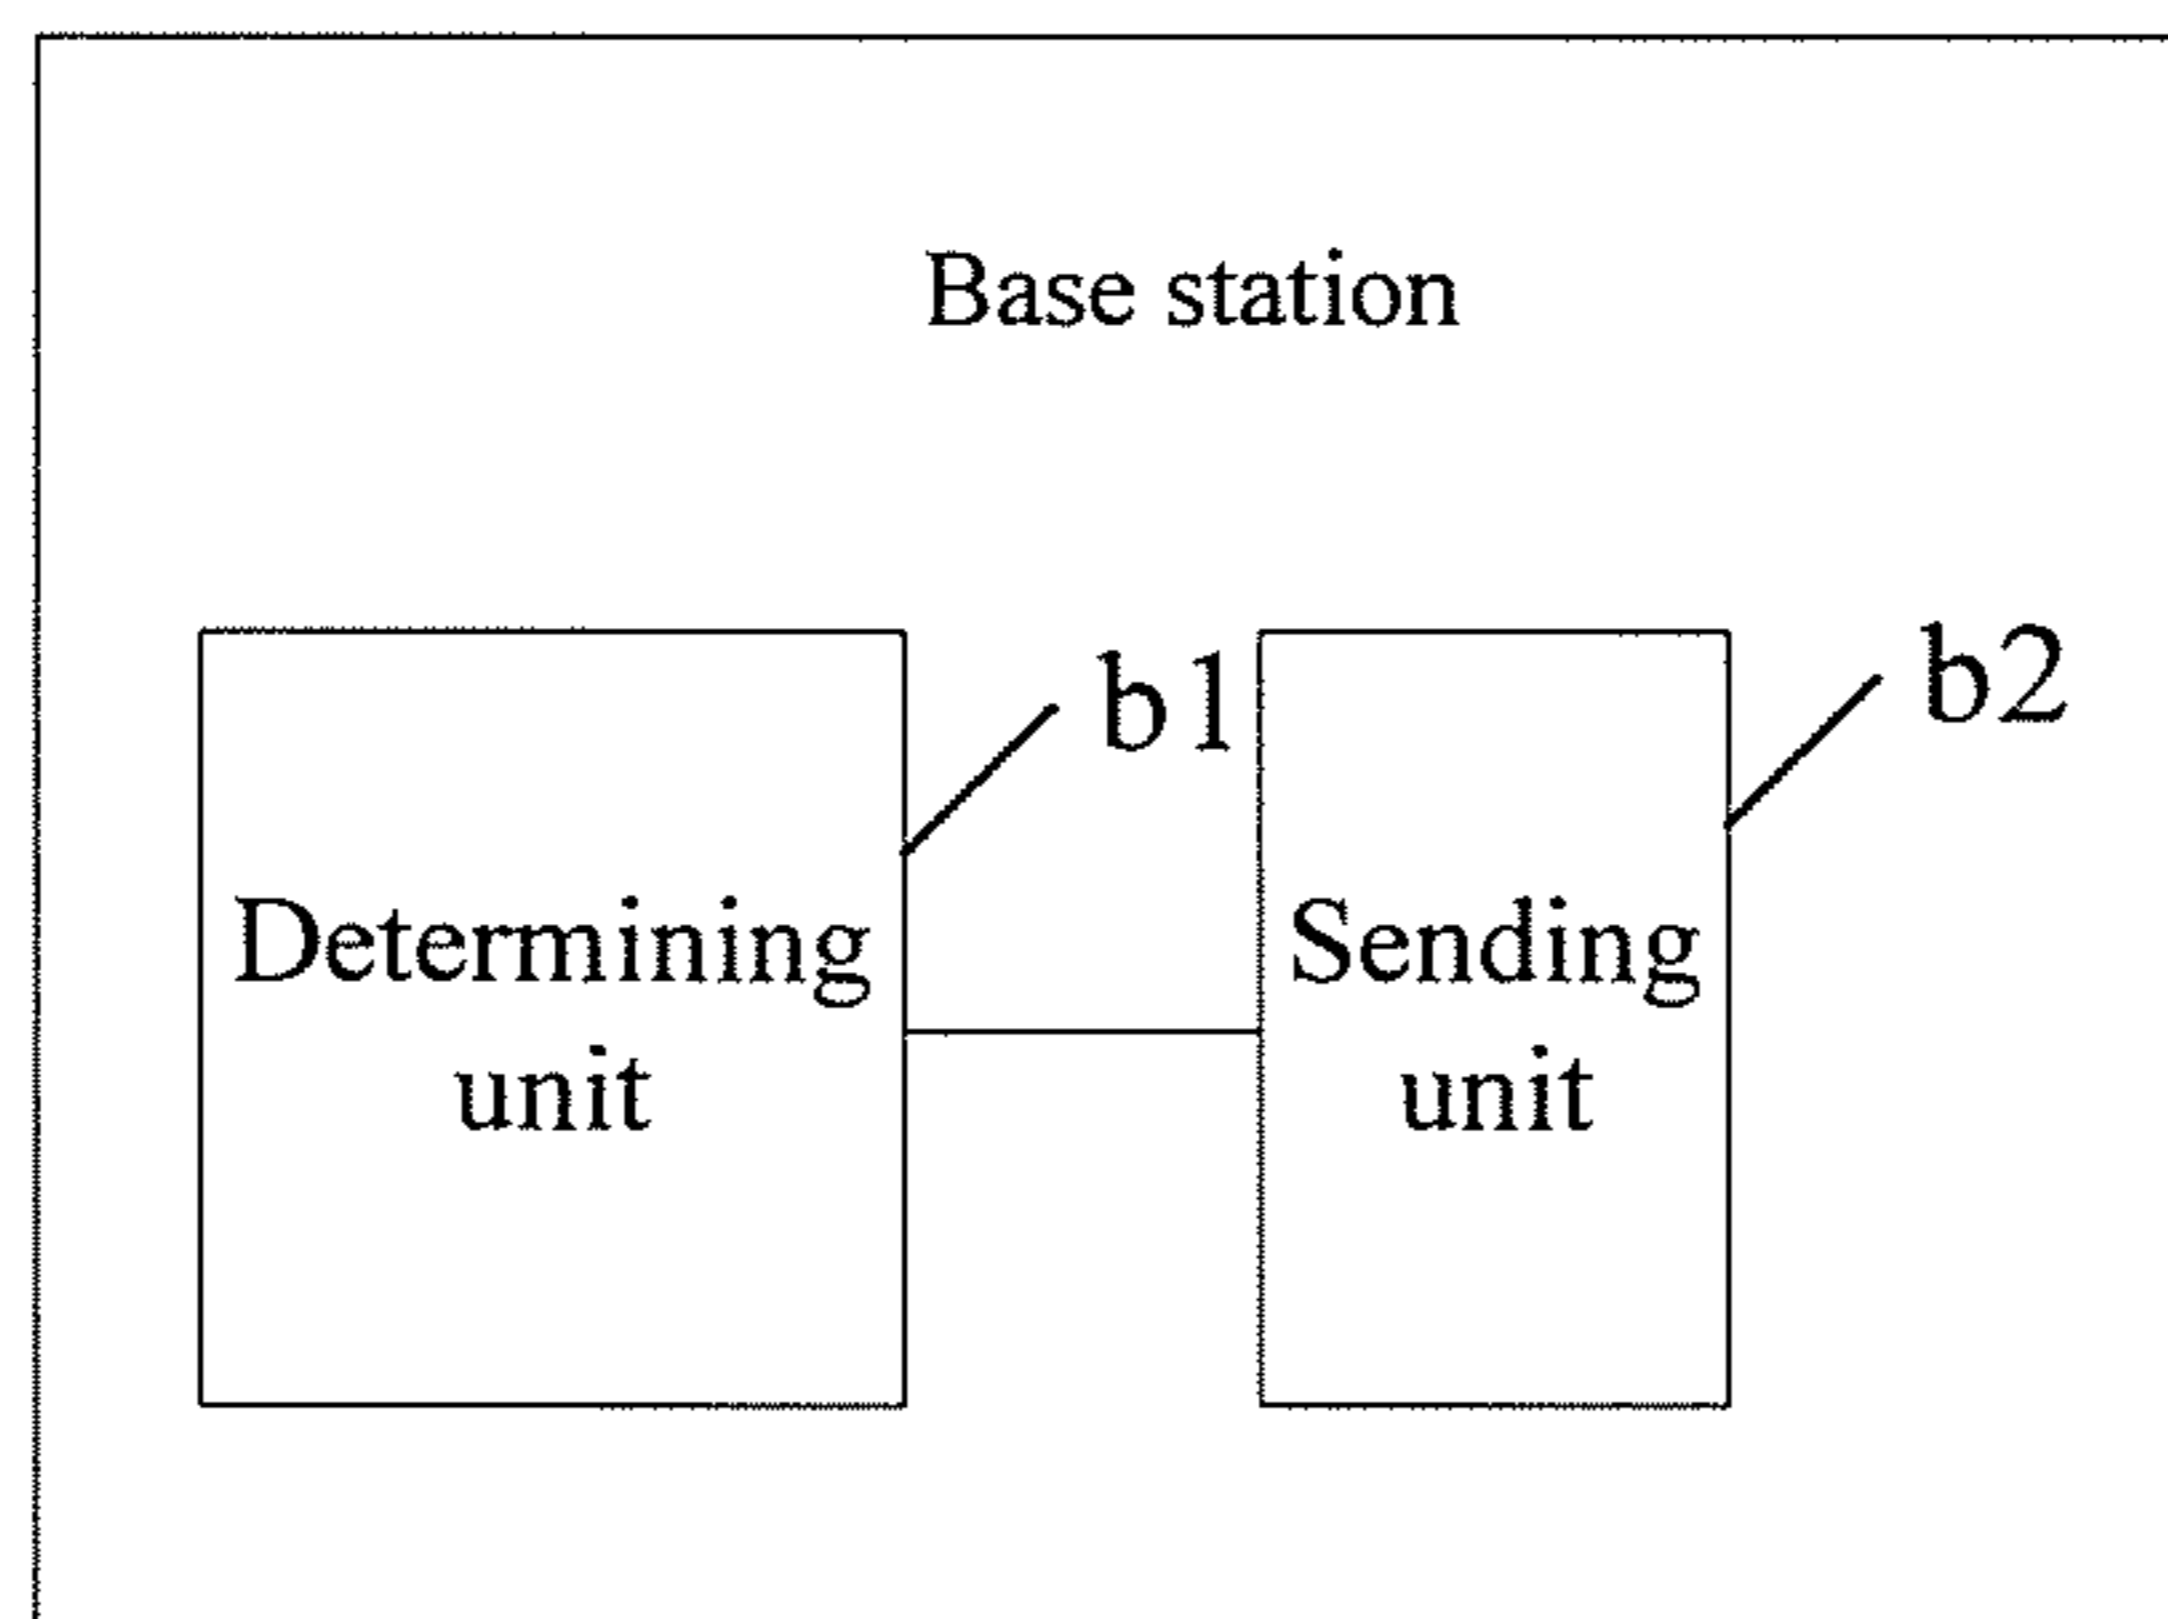 Base station
b1
b2
Determining
unit
Sending
unit